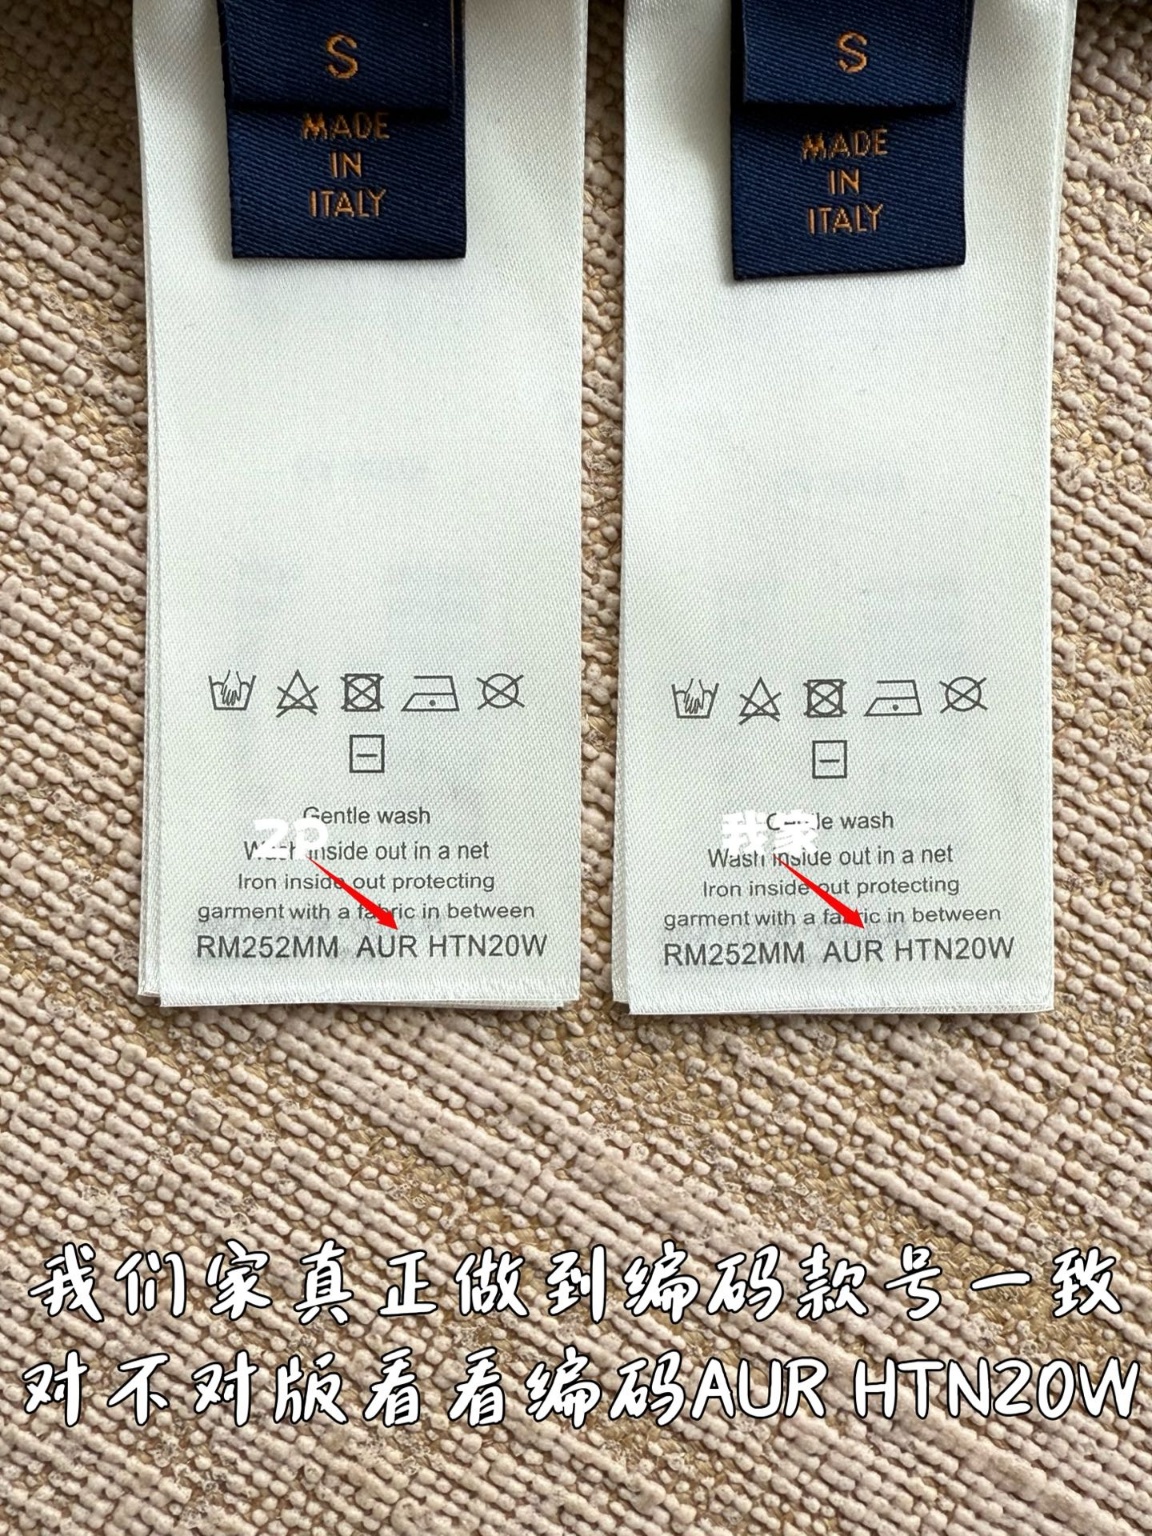 S
MADE
IN
ITALY
Gentle wash
Wash inside out in a net
Iron inside out protecting
garment with a fabric in between
RM252MM AUR HTN20W
ZP
S
MADE
IN
ITALY
Gentle wash
Wash inside out in a net
Iron inside out protecting
garment with a fabric in between
RM252MM AUR HTN20W
我家
我们家真正做到编码款号一致
对不对版看看编码AUR HTN20W